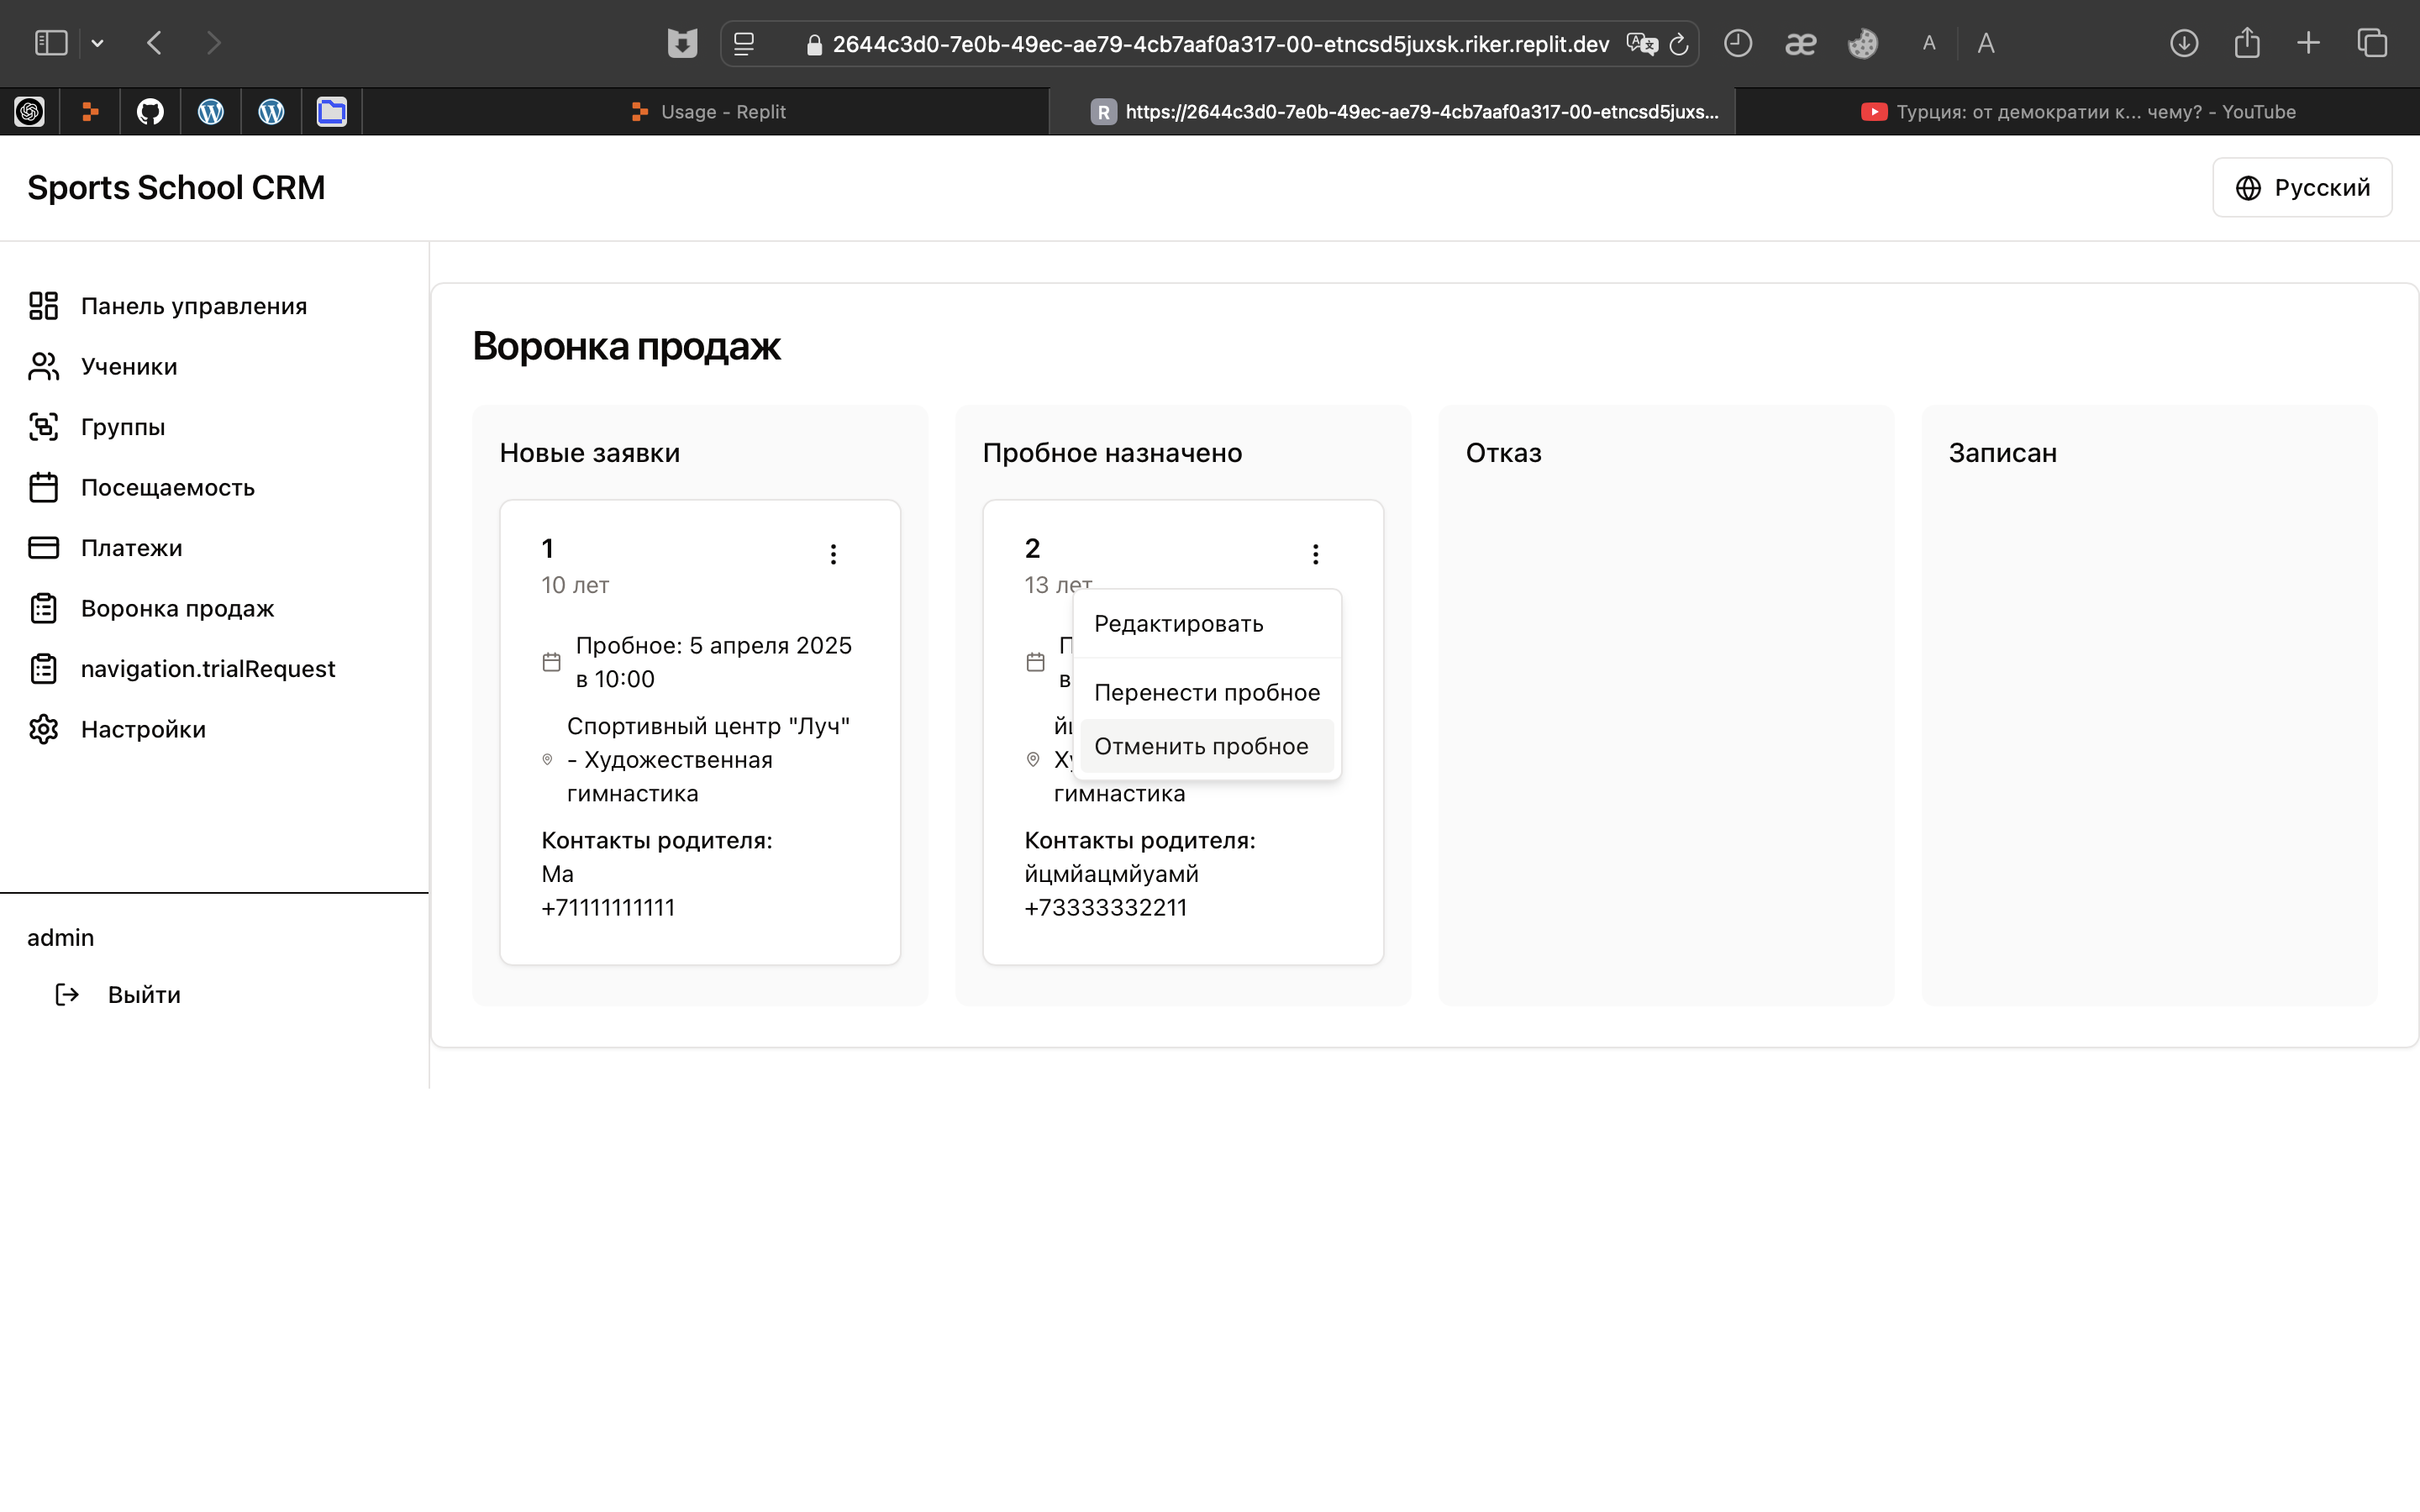 2644c3d0-7e0b-49ec-ae79-4cb7aaf0a317-00-etncsd5juxsk.riker.replit.dev
æ
A
A
Usage - Replit
R
https://2644c3d0-7e0b-49ec-ae79-4cb7aaf0a317-00-etncsd5juxs...
Турция: от демократии к... чему? - YouTube
Sports School CRM
Русский
Панель управления
Ученики
Группы
Посещаемость
Платежи
Воронка продаж
navigation.trialRequest
Настройки
admin
Выйти
Воронка продаж
Новые заявки
1
10 лет
Пробное: 5 апреля 2025
в 10:00
Спортивный центр "Луч"
- Художественная
гимнастика
Контакты родителя:
Ма
+71111111111
Пробное назначено
2
13 лет
Редактировать
Перенести пробное
Отменить пробное
в
гимнастика
Контакты родителя:
йцмйацмйуамй
+73333332211
Отказ
Записан